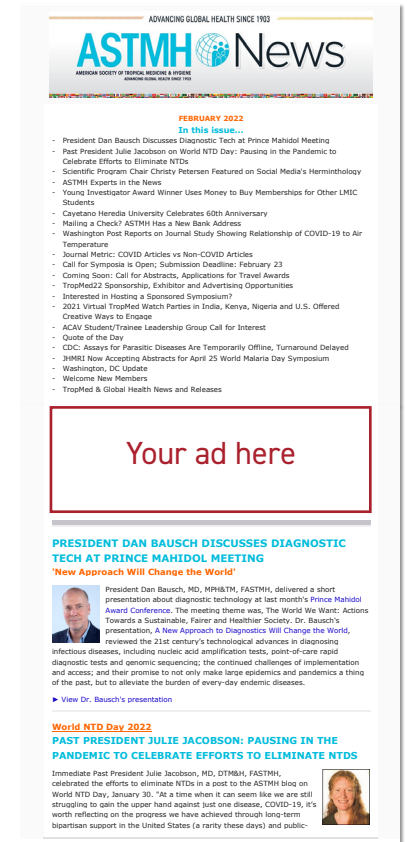 ADVANCING GLOBAL HEALTH SINCE 1903
ASTMH News
AMERICAN SOCIETY OF TROPICAL MEDICINE & HYGIENE
ADVANCING GLOBAL HEALTH SINCE 1903
FEBRUARY 2022
In this issue...
- President Dan Bausch Discusses Diagnostic Tech at Prince Mahidol Meeting
- Past President Julie Jacobson on World NTD Day: Pausing in the Pandemic to
Celebrate Efforts to Eliminate NTDs
- Scientific Program Chair Christy Petersen Featured on Social Media's Herminthology
- ASTMH Experts in the News
- Young Investigator Award Winner Uses Money to Buy Memberships for Other LMIC
Students
- Cayetano Heredia University Celebrates 60th Anniversary
- Mailing a Check? ASTMH Has a New Bank Address
- Washington Post Reports on Journal Study Showing Relationship of COVID-19 to Air
Temperature
- Journal Metric: COVID Articles vs Non-COVID Articles
- Call for Symposia is Open; Submission Deadline: February 23
- Coming Soon: Call for Abstracts, Applications for Travel Awards
- TropMed22 Sponsorship, Exhibitor and Advertising Opportunities
- Interested in Hosting a Sponsored Symposium?
- 2021 Virtual TropMed Watch Parties in India, Kenya, Nigeria and U.S. Offered
Creative Ways to Engage
- ACAV Student/Trainee Leadership Group Call for Interest
- Quote of the Day
- CDC: Assays for Parasitic Diseases Are Temporarily Offline, Turnaround Delayed
- JHMRI Now Accepting Abstracts for April 25 World Malaria Day Symposium
- Washington, DC Update
- Welcome New Members
- TropMed & Global Health News and Releases
Your ad here
PRESIDENT DAN BAUSCH DISCUSSES DIAGNOSTIC
TECH AT PRINCE MAHIDOL MEETING
'New Approach Will Change the World'
President Dan Bausch, MD, MPH&TM, FASTMH, delivered a short
presentation about diagnostic technology at last month's Prince Mahidol
Award Conference. The meeting theme was, The World We Want: Actions
Towards a Sustainable, Fairer and Healthier Society. Dr. Bausch's
presentation, A New Approach to Diagnostics Will Change the World,
reviewed the 21st century's technological advances in diagnosing
infectious diseases, including nucleic acid amplification tests, point-of-care rapid
diagnostic tests and genomic sequencing; the continued challenges of implementation
and access; and their promise to not only make large epidemics and pandemics a thing
of the past, but to alleviate the burden of every-day endemic diseases.
► View Dr. Bausch's presentation
World NTD Day 2022
PAST PRESIDENT JULIE JACOBSON: PAUSING IN THE
PANDEMIC TO CELEBRATE EFFORTS TO ELIMINATE NTDS
Immediate Past President Julie Jacobson, MD, DTM&H, FASTMH,
celebrated the efforts to eliminate NTDs in a post to the ASTMH blog on
World NTD Day, January 30. "At a time when it can seem like we are still
struggling to gain the upper hand against just one disease, COVID-19, it's
worth reflecting on the progress we have achieved through long-term
bipartisan support in the United States (a rarity these days) and public-